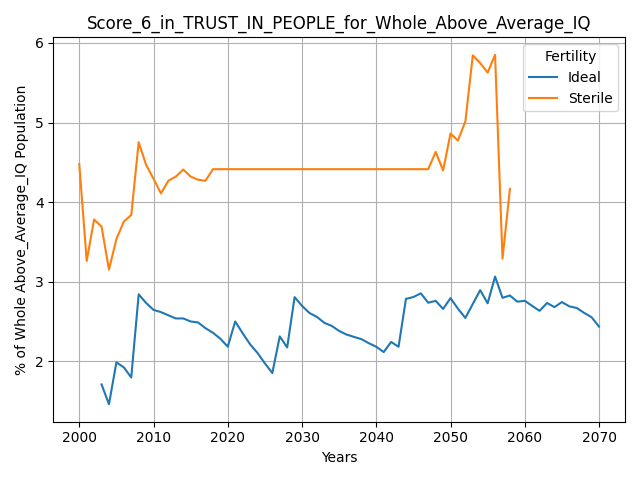 Score_6_in_TRUST_IN_PEOPLE_for_Whole_Above_Average_IQ
% of Whole Above_Average_IQ Population
6
5
4
3
2
Fertility
Ideal
Sterile
2000 2010 2020 2030 2040 2050 2060 2070
Years